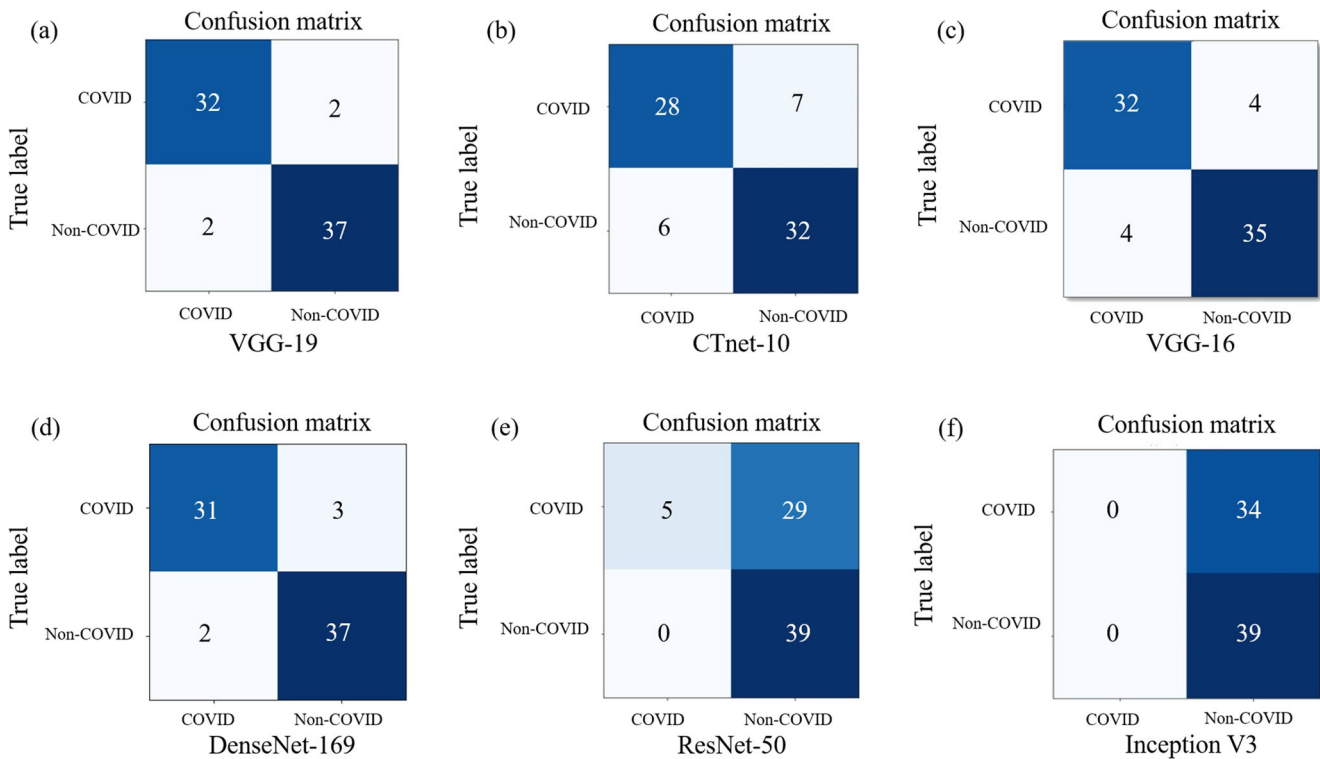 (a)
Confusion matrix
True label
COVID
32
2
Non-COVID
2
37
COVID
Non-COVID
VGG-19
(b)
Confusion matrix
True label
COVID
28
7
Non-COVID
6
32
COVID
Non-COVID
CTnet-10
(c)
Confusion matrix
True label
COVID
32
4
Non-COVID
4
35
COVID
Non-COVID
VGG-16
(d)
Confusion matrix
True label
COVID
31
3
Non-COVID
2
37
COVID
Non-COVID
DenseNet-169
(e)
Confusion matrix
True label
COVID
5
29
Non-COVID
0
39
COVID
Non-COVID
ResNet-50
(f)
Confusion matrix
True label
COVID
0
34
Non-COVID
0
39
COVID
Non-COVID
Inception V3